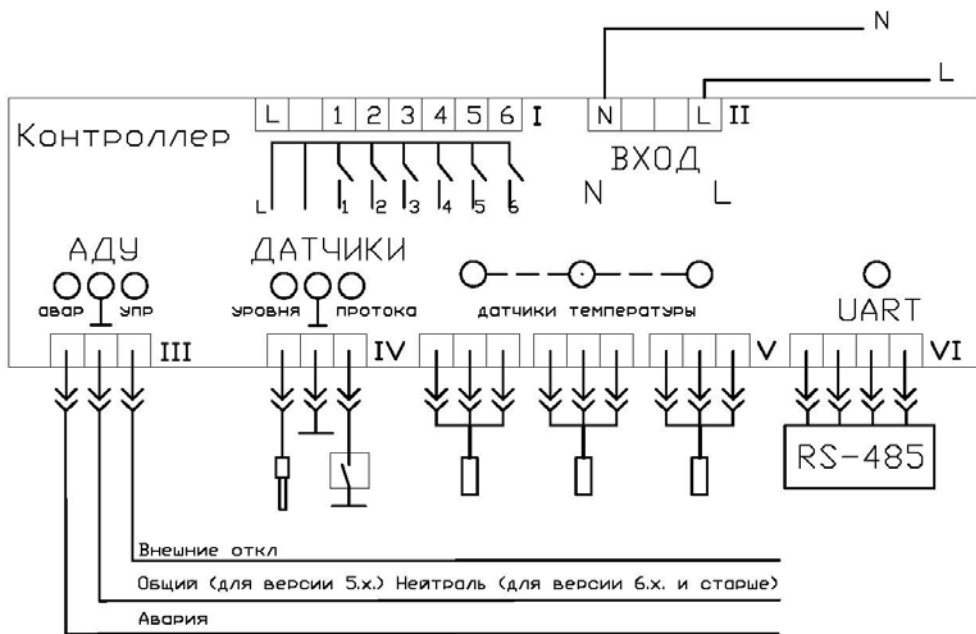 N
L
L 1 2 3 4 5 6 I
N L II
Контроллер
ВХОД
N L
L 1 2 3 4 5 6
АДУ
ДАТЧИКИ
авар упр
уровня протока
датчики температуры
UART
III
IV
V
VI
RS-485
Внешние откл
Общий (для версии 5.x.) Нейтраль (для версии 6.x. и старше)
Авария